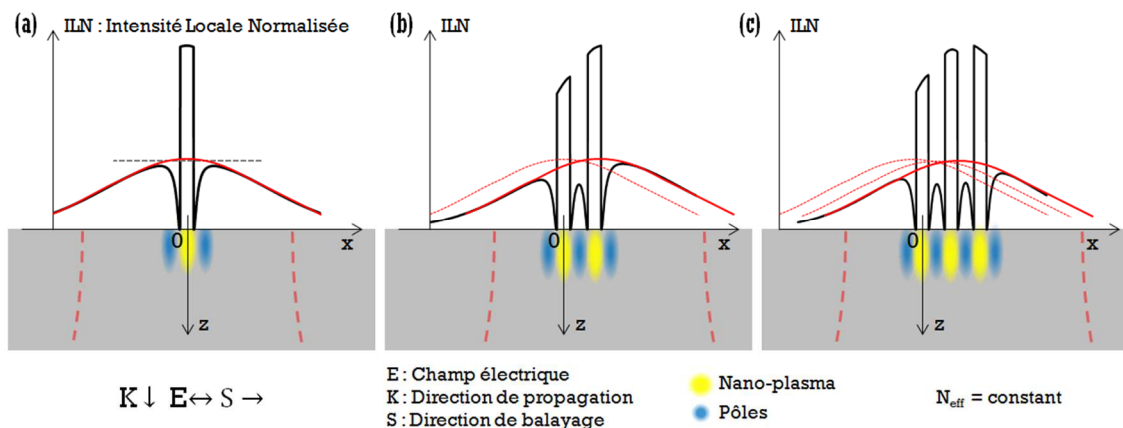 (a)
ILN : Intensité Locale Normalisée
0
x
z
(b)
ILN
0
x
z
(c)
ILN
0
x
z
K ↓ E ↔ S →
E : Champ électrique
K : Direction de propagation
S : Direction de balayage
Nano-plasma
Pôles
Neff = constant